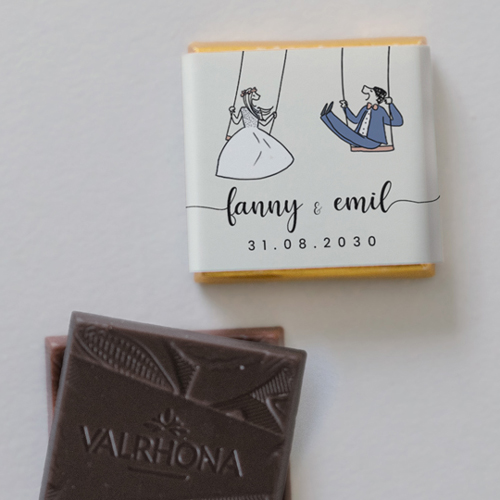 fanny & emil
31.08.2030
VALRHONA